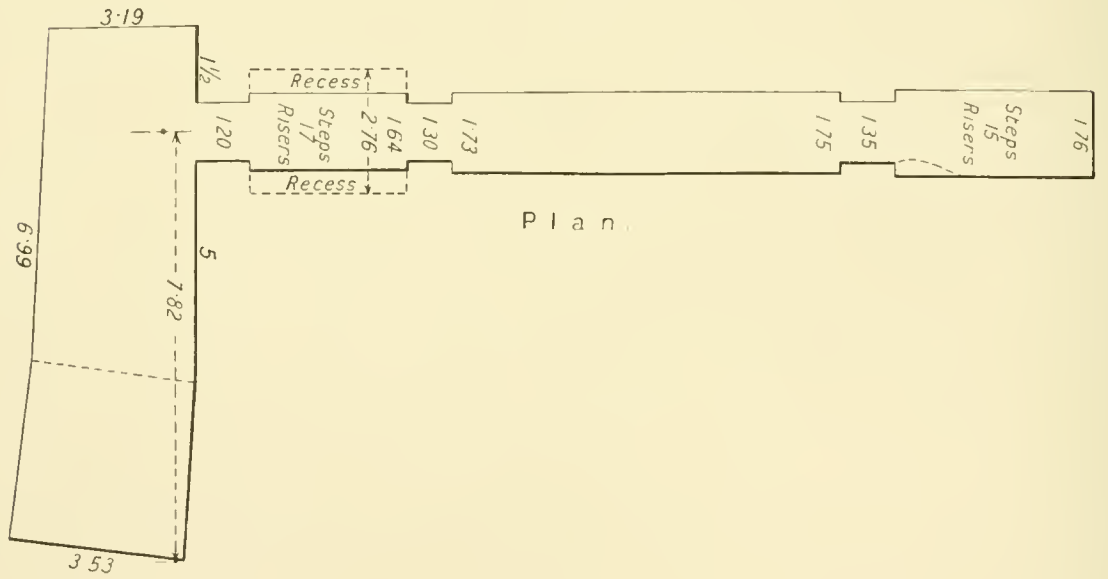 3·19
1½
Recess
1·20
Steps
17
Risers
2·76
1·64
Recess
1·30
1·73
1·75
1·35
Steps
15
Risers
1·76
Plan.
6·99
5
7·82
3 53